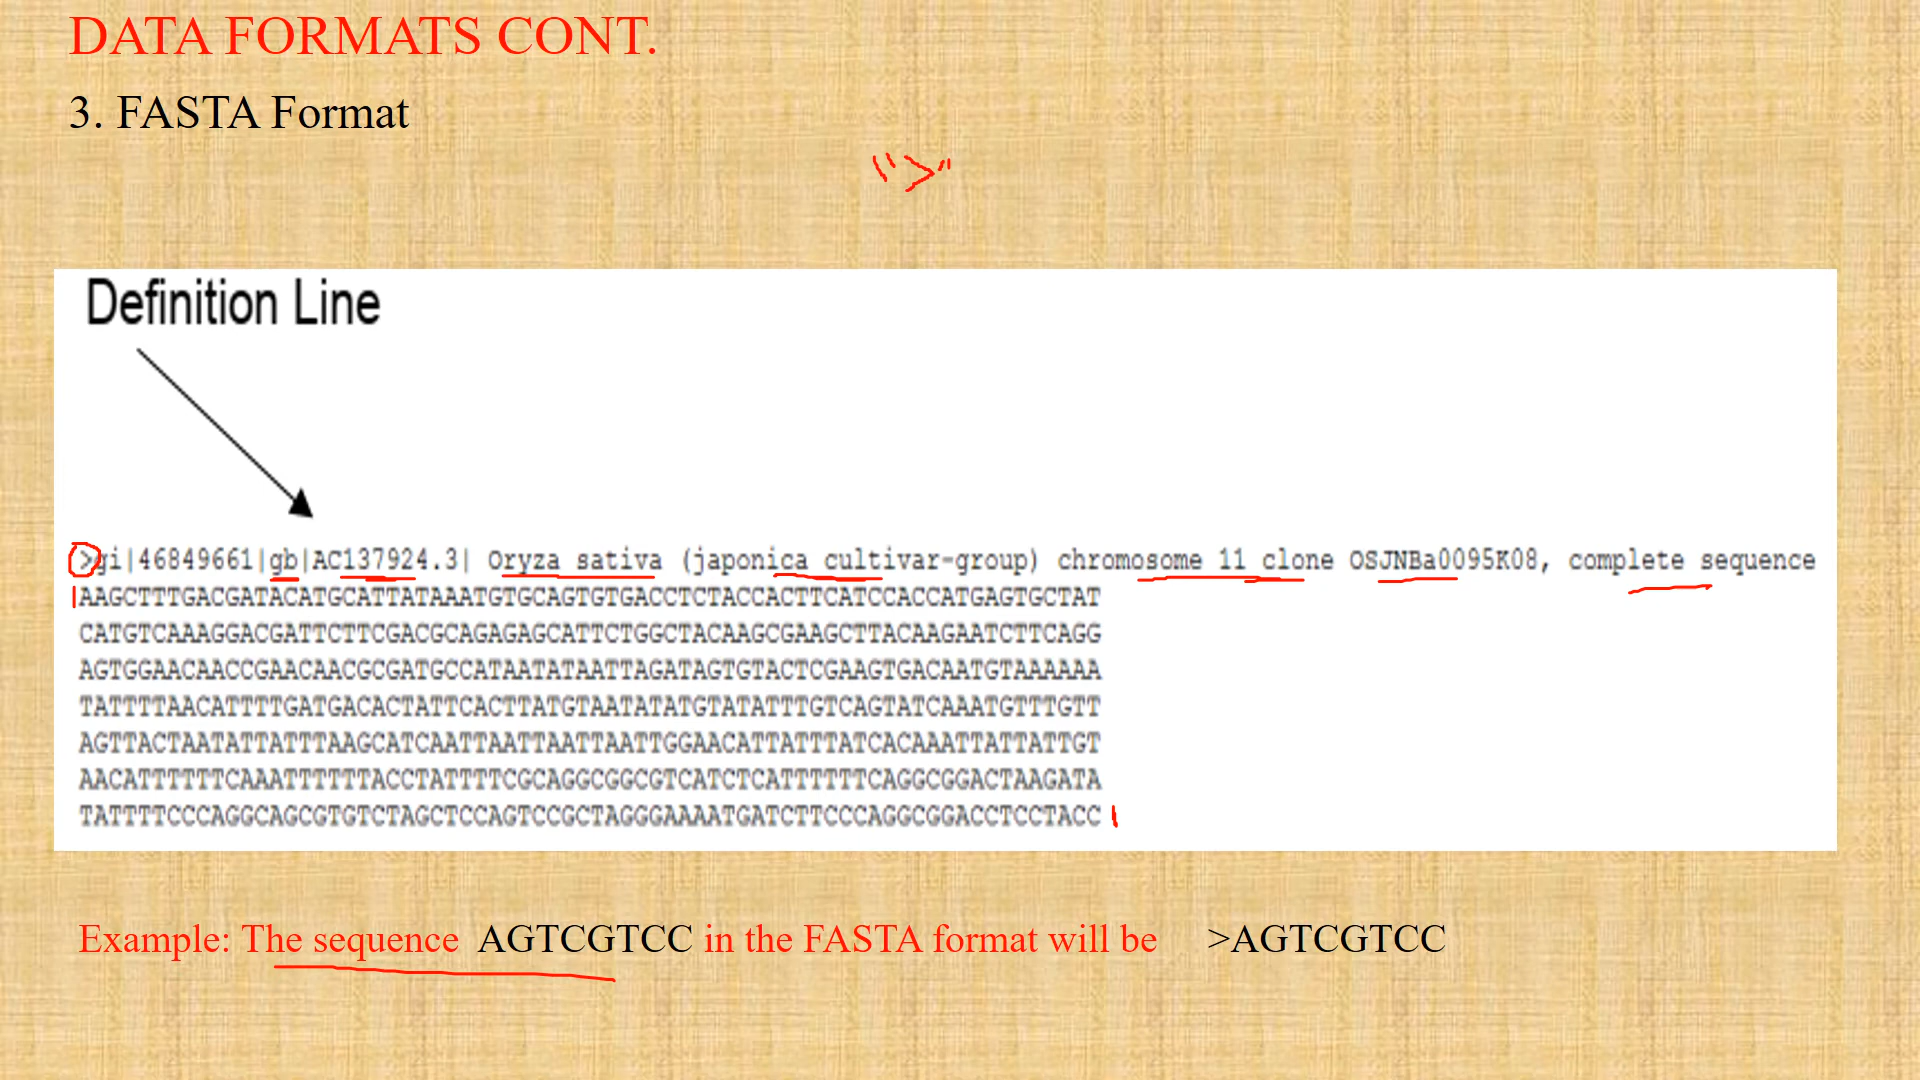 DATA FORMATS CONT.
3. FASTA Format
">"
Definition Line
>gi|46849661|gb|AC137924.3| Oryza sativa (japonica cultivar-group) chromosome 11 clone OSJNBa0095K08, complete sequence
AAGCTTTGACGATACATGCATTATAAATGTGCAGTGTGACCTCTACCACTTCATCCACCATGAGTGCTAT
CATGTCAAAGGACGATTCTTCGACGCAGAGAGCATTCTGGCTACAAGCGAAGCTTACAAGAATCTTCAGG
AGTGGAACAACCGAACAACGCGATGCCATAATATAATTAGATAGTGTACTCGAAGTGACAATGTAAAAAA
TATTTTAACATTTTGATGACACTATTCACTTATGTAATATATGTATATTTGTCAGTATCAAATGTTTGTT
AGTTACTAATATTATTTAAGCATCAATTAATTAATTAATTGGAACATTATTTATCACAAATTATTATTGT
AACATTTTTTCAAATTTTTTACCTATTTTCGCAGGCGGCGTCATCTCATTTTTTCAGGCGGACTAAGATA
TATTTTCCCAGGCAGCGTGTCTAGCTCCAGTCCGCTAGGGAAAATGATCTTCCCAGGCGGACCTCCTACC
Example: The sequence AGTCGTCC in the FASTA format will be >AGTCGTCC